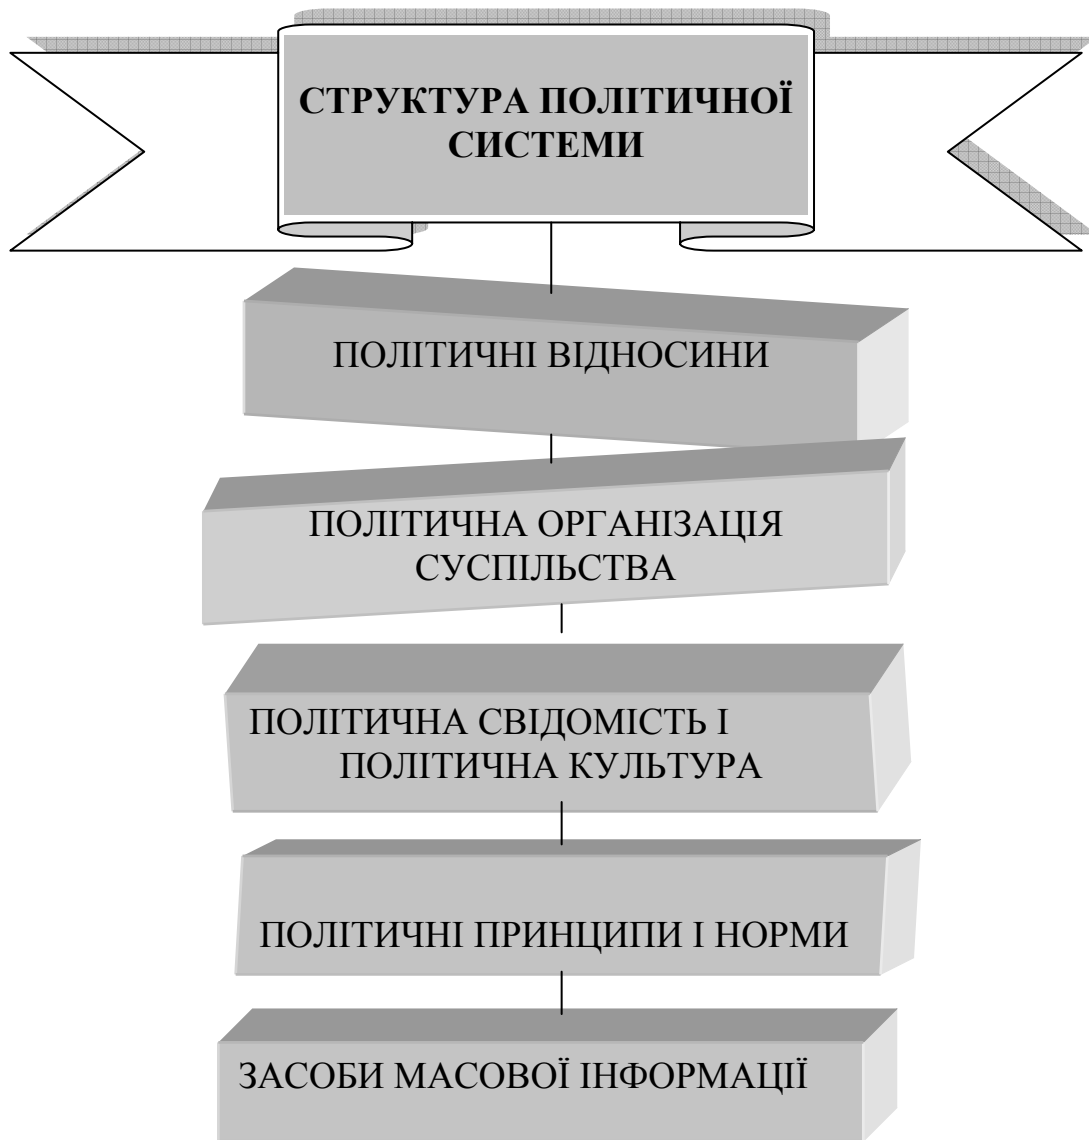 СТРУКТУРА ПОЛІТИЧНОЇ
СИСТЕМИ
ПОЛІТИЧНІ ВІДНОСИНИ
ПОЛІТИЧНА ОРГАНІЗАЦІЯ
СУСПІЛЬСТВА
ПОЛІТИЧНА СВІДОМІСТЬ І
ПОЛІТИЧНА КУЛЬТУРА
ПОЛІТИЧНІ ПРИНЦИПИ І НОРМИ
ЗАСОБИ МАСОВОЇ ІНФОРМАЦІЇ